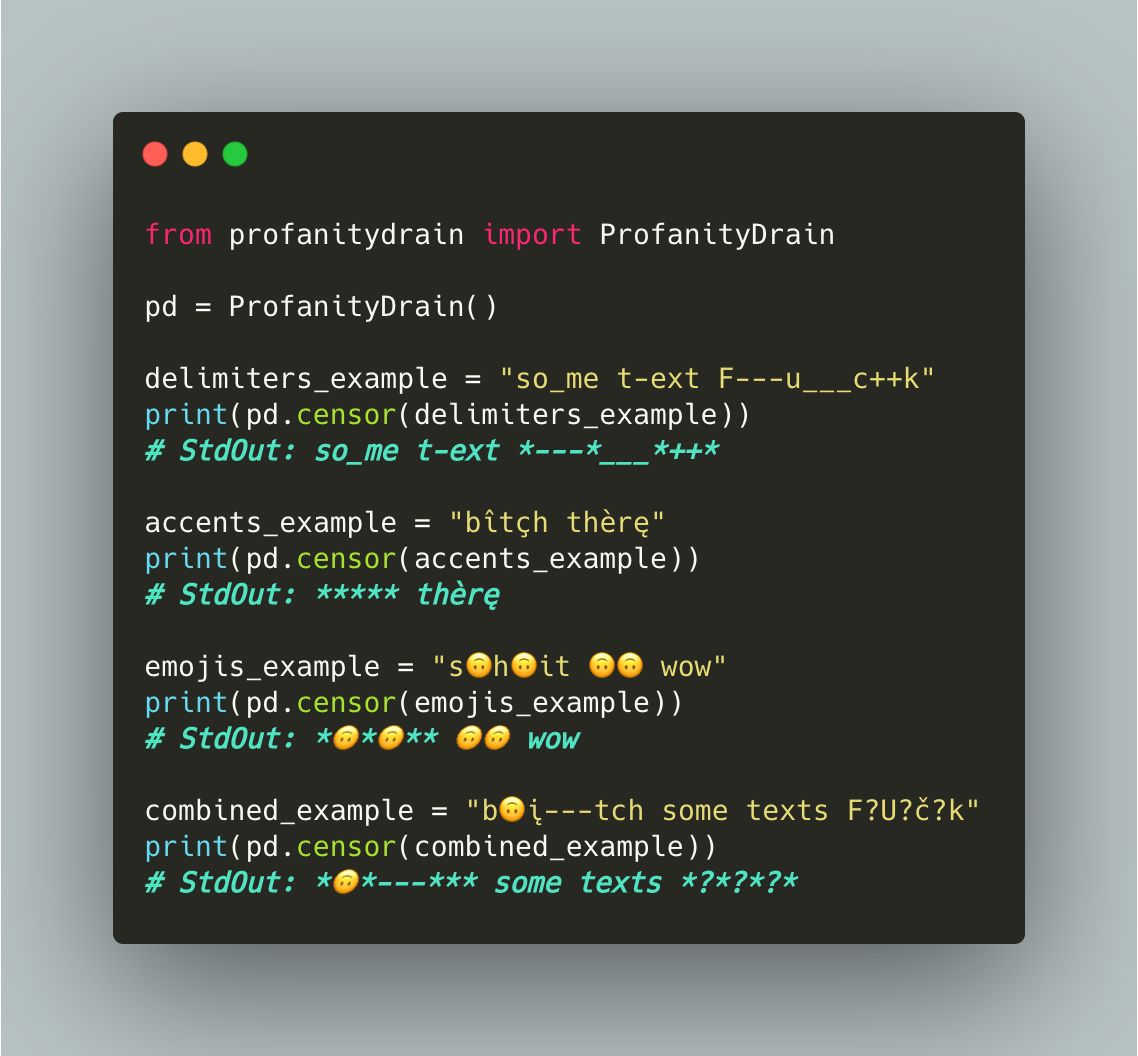 from profanitydrain import ProfanityDrain
pd = ProfanityDrain()
delimiters_example = "so_me t-ext F---u___c++k"
print(pd.censor(delimiters_example))
# StdOut: so_me t-ext *---*___*++*
accents_example = "bîtçh thèrę"
print(pd.censor(accents_example))
# StdOut: ***** thèrę
emojis_example = "s🙃h🙃it 🙃🙃 wow"
print(pd.censor(emojis_example))
# StdOut: *🙃*🙃** 🙃🙃 wow
combined_example = "b🙃į---tch some texts F?U?č?k"
print(pd.censor(combined_example))
# StdOut: *🙃*---*** some texts *?*?*?*